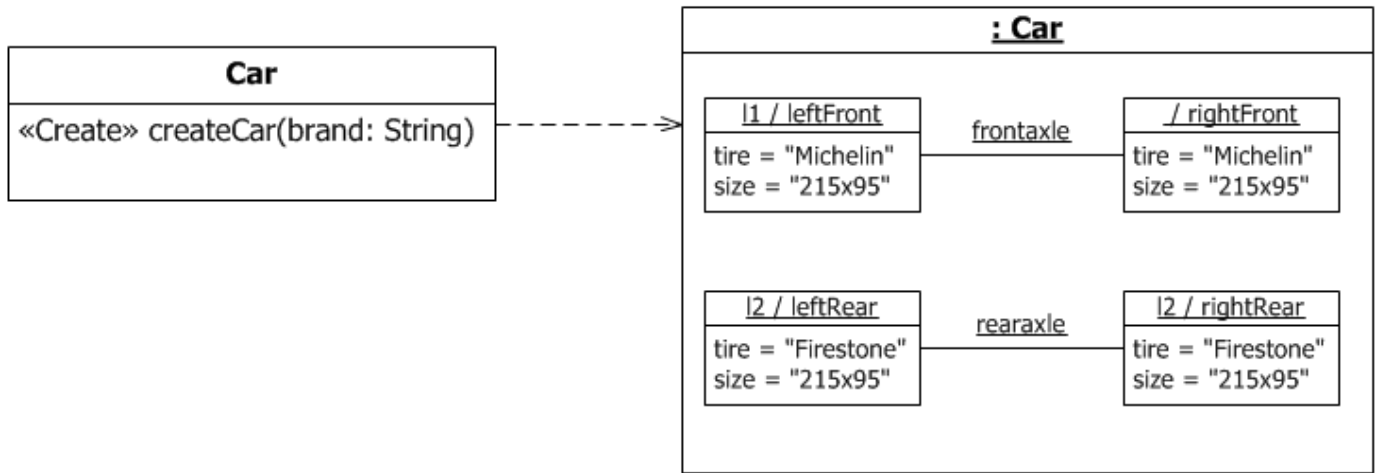 Car
«Create» createCar(brand: String)
: Car
l1 / leftFront
tire = "Michelin"
size = "215x95"
frontaxle
/ rightFront
tire = "Michelin"
size = "215x95"
l2 / leftRear
tire = "Firestone"
size = "215x95"
rearaxle
l2 / rightRear
tire = "Firestone"
size = "215x95"